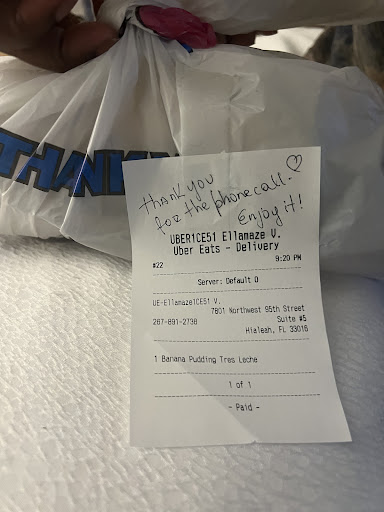 THANK
thank you
for the phone call. ♡
Enjoy it!
UBER1CE51 Ellamaze V.
Uber Eats - Delivery
#22 9:20 PM
Server: Default 0
UE-Ellamaze1CE51 V.
7801 Northwest 95th Street
267-891-2738 Suite #5
Hialeah, FL 33016
1 Banana Pudding Tres Leche
1 of 1
- Paid -